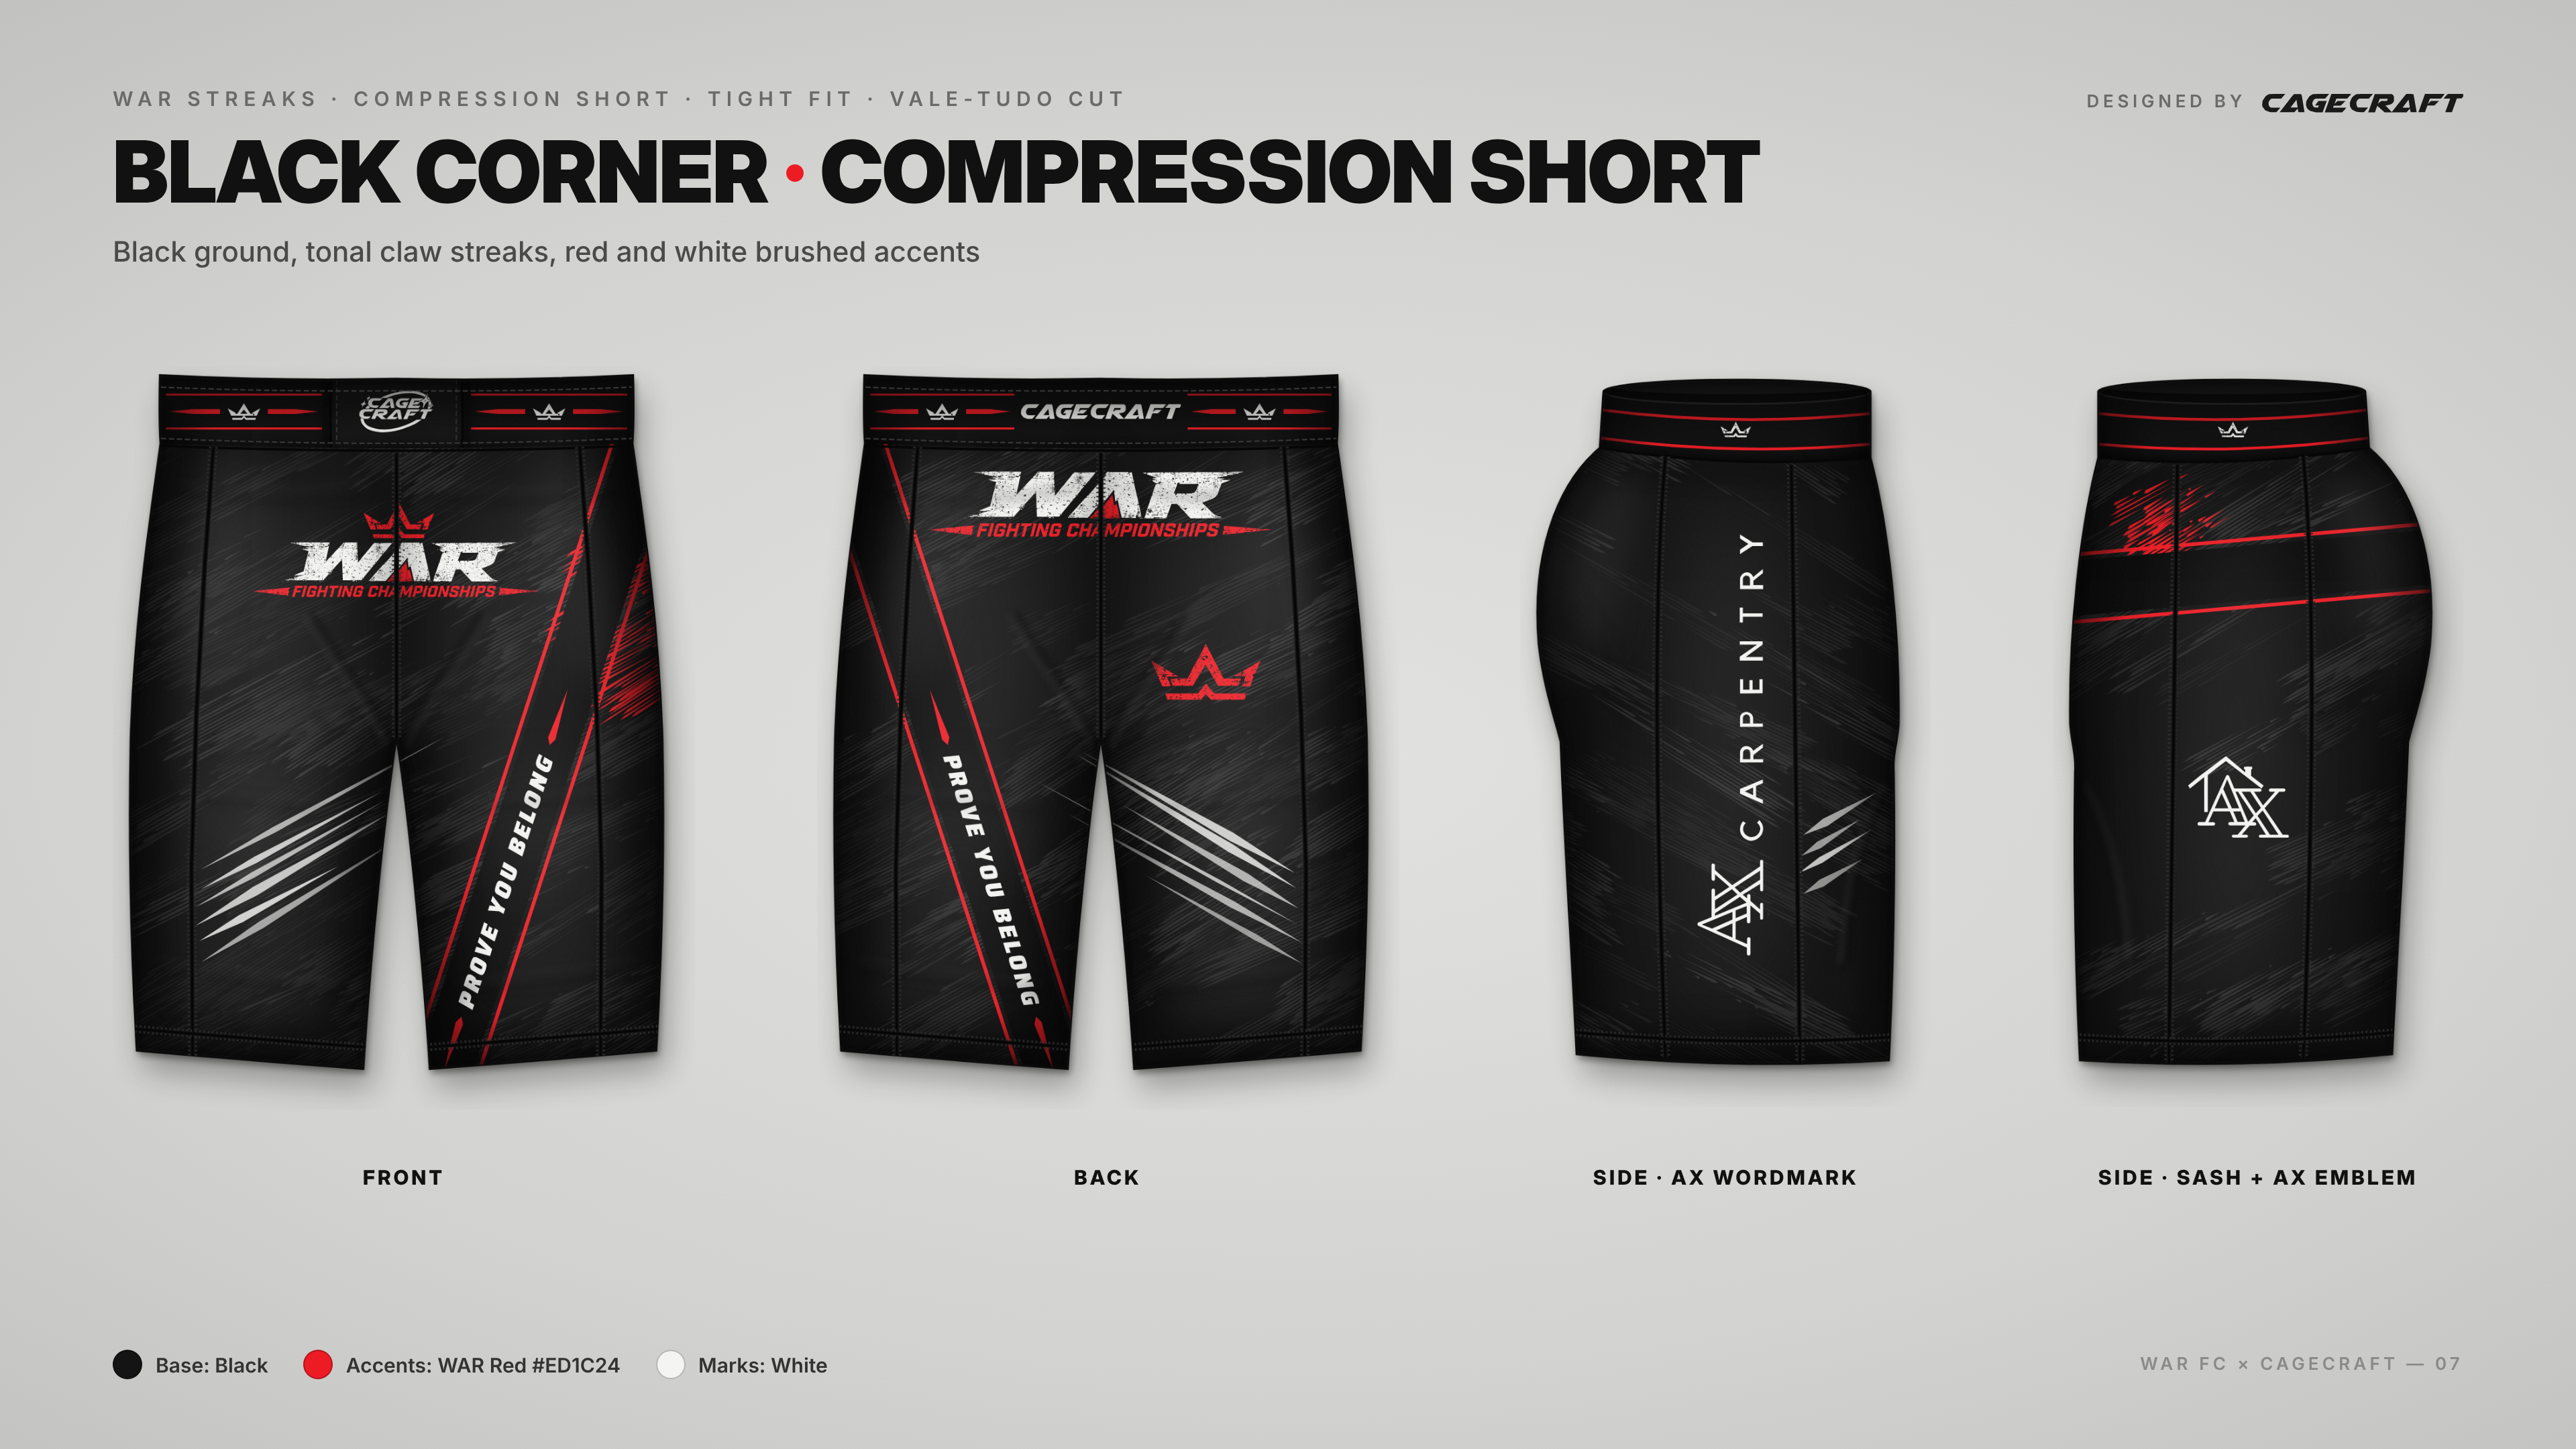 WAR STREAKS · COMPRESSION SHORT · TIGHT FIT · VALE-TUDO CUT
DESIGNED BY CAGECRAFT
BLACK CORNER • COMPRESSION SHORT
Black ground, tonal claw streaks, red and white brushed accents
CAGE
CRAFT
WAR
FIGHTING CHAMPIONSHIPS
PROVE YOU BELONG
CAGECRAFT
WAR
FIGHTING CHAMPIONSHIPS
PROVE YOU BELONG
AX CARPENTRY
AX
FRONT
BACK
SIDE · AX WORDMARK
SIDE · SASH + AX EMBLEM
Base: Black
Accents: WAR Red #ED1C24
Marks: White
WAR FC × CAGECRAFT — 07